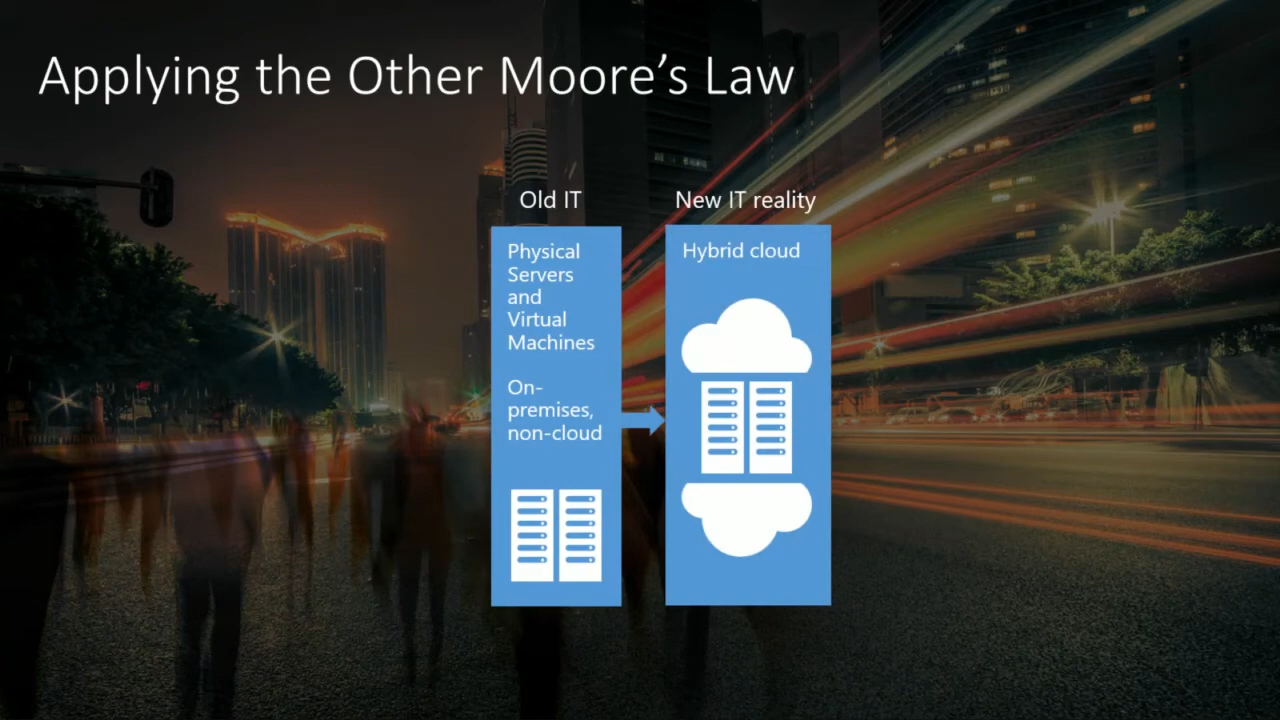 Applying the Other Moore's Law
Old IT
Physical
Servers
and
Virtual
Machines
On-
premises,
non-cloud
New IT reality
Hybrid cloud